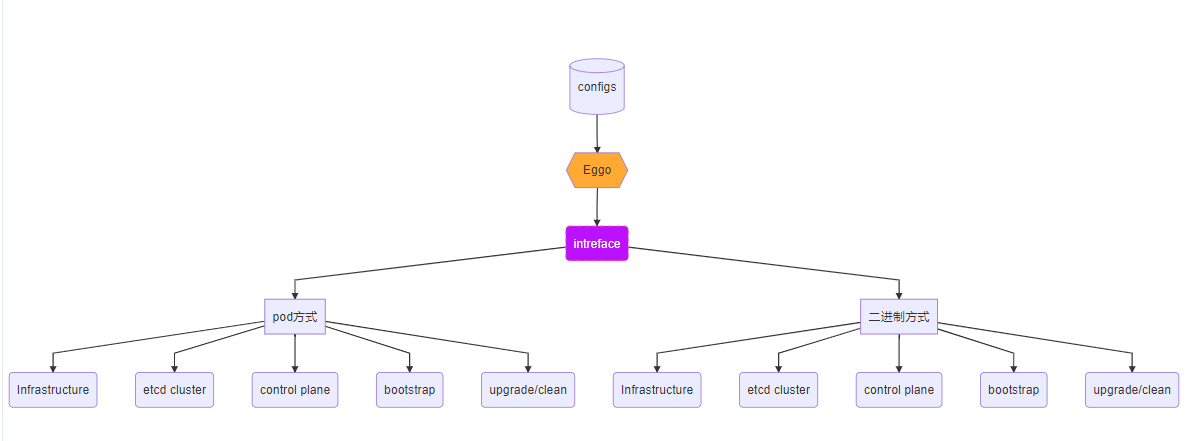 configs
Eggo
intreface
pod方式
二进制方式
Infrastructure
etcd cluster
control plane
bootstrap
upgrade/clean
Infrastructure
etcd cluster
control plane
bootstrap
upgrade/clean